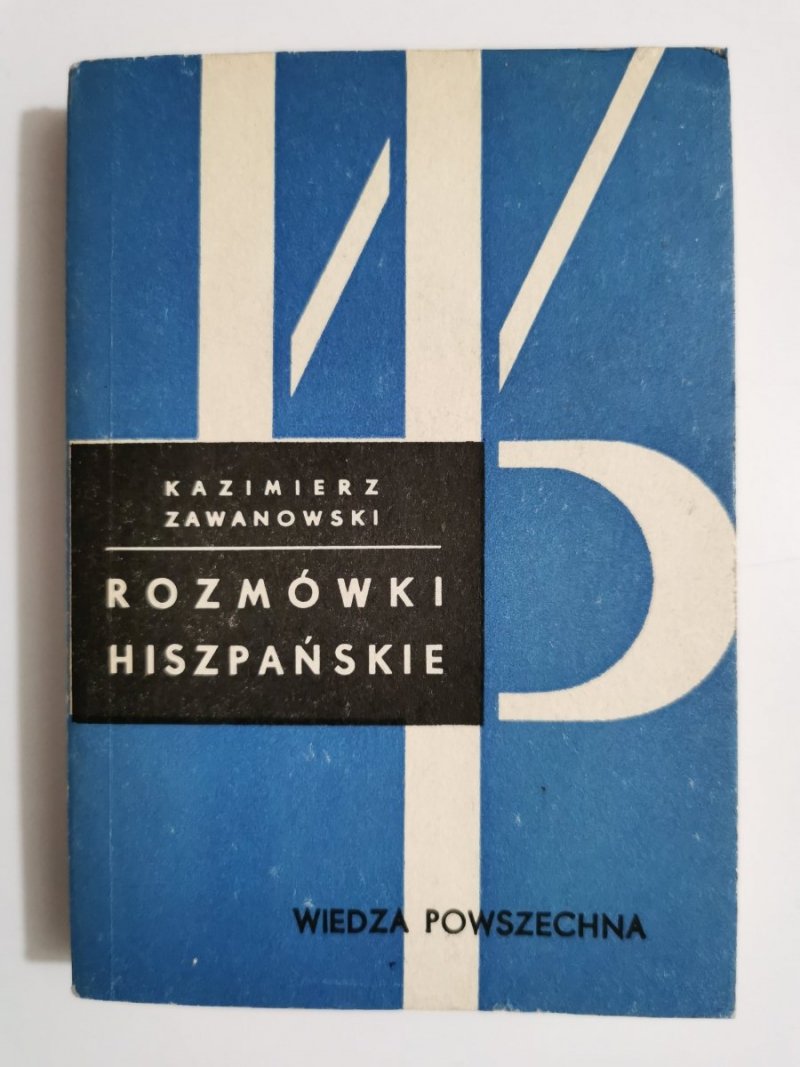 KAZIMIERZ
ZAWANOWSKI
ROZMÓWKI
HISZPAŃSKIE
WIEDZA POWSZECHNA